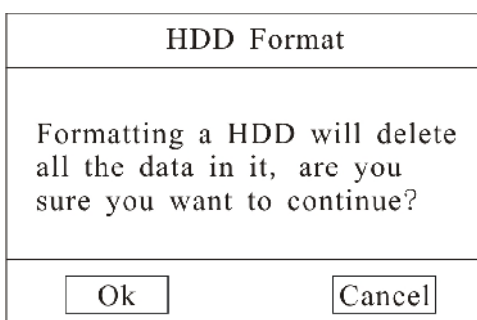 HDD Format
Formatting a HDD will delete
all the data in it, are you
sure you want to continue?
Ok
Cancel